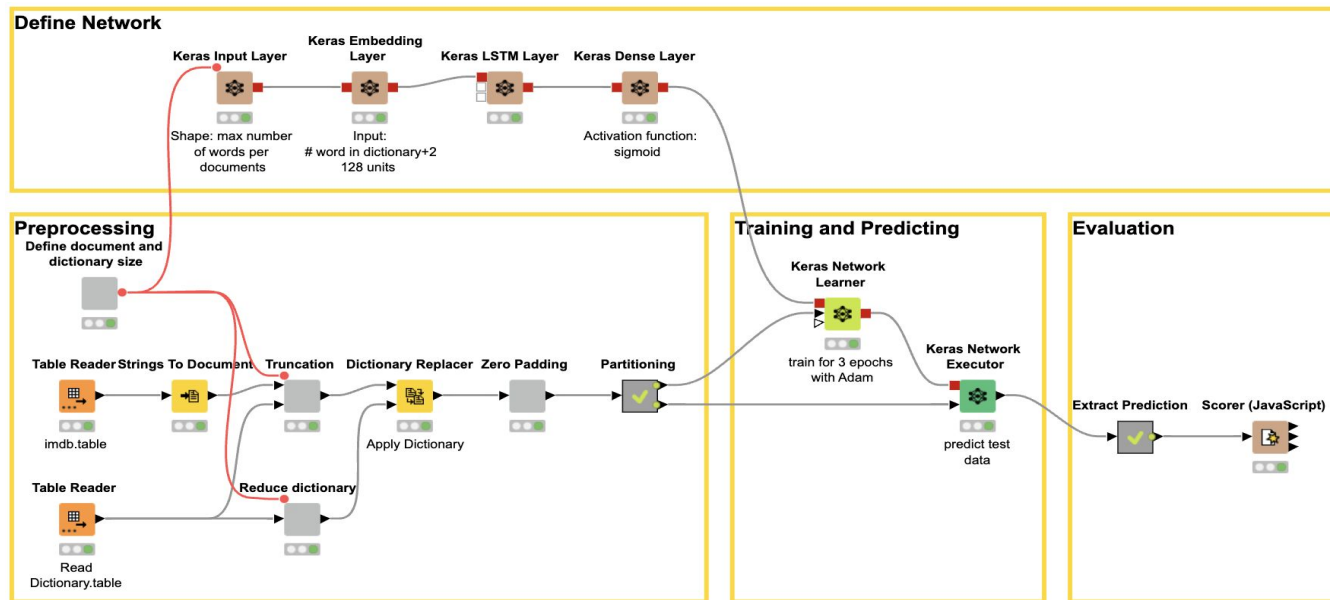 Define Network
Keras Input Layer
Keras Embedding
Layer
Keras LSTM Layer
Keras Dense Layer
Shape: max number
of words per
documents
Input:
# word in dictionary+2
128 units
Activation function:
sigmoid
Preprocessing
Define document and
dictionary size
Table Reader
Strings To Document
Truncation
Dictionary Replacer
Zero Padding
Partitioning
imdb.table
Apply Dictionary
Table Reader
Reduce dictionary
Read
Dictionary.table
Training and Predicting
Keras Network
Learner
train for 3 epochs
with Adam
Keras Network
Executor
predict test
data
Evaluation
Extract Prediction
Scorer (JavaScript)